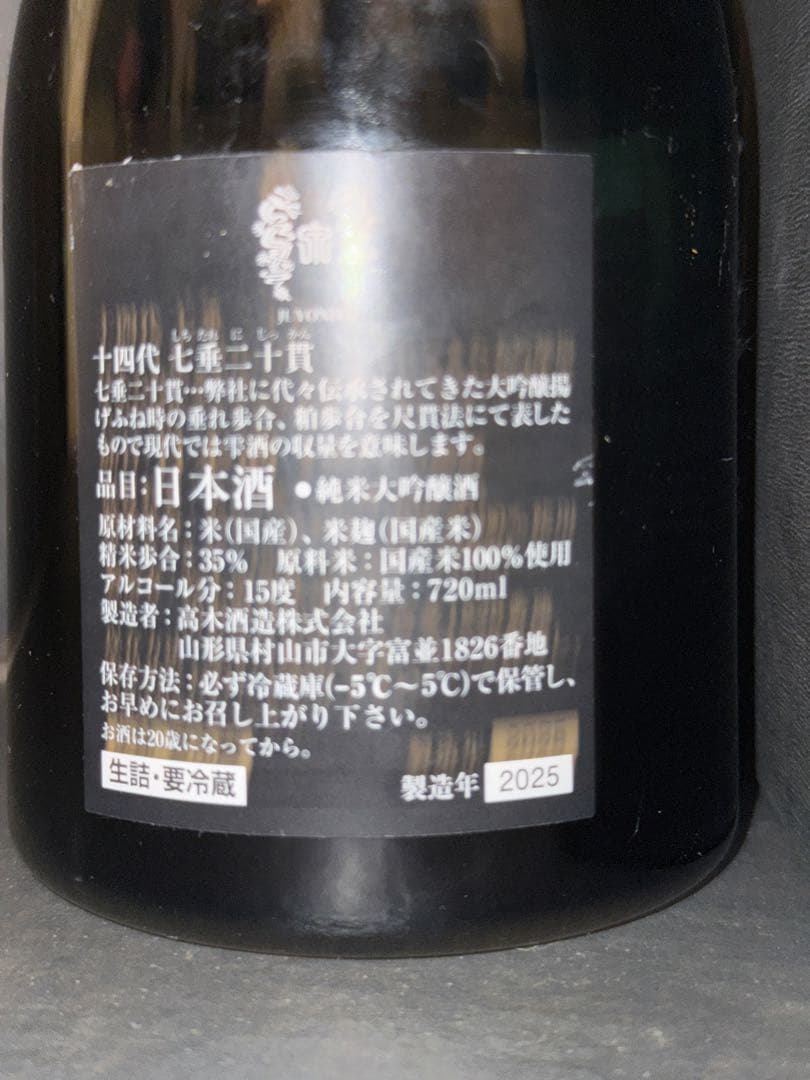 しちたれ に じっ かん
十四代 七垂二十貫
七垂二十貫…弊社に代々伝承されてきた大吟醸揚
げふね時の垂れ歩合、粕歩合を尺貫法にて表した
もので現代では雫酒の収量を意味します。
品目:日本酒 ●純米大吟醸酒
原材料名:米(国産)、米麹(国産米)
精米歩合:35% 原料米:国産米100%使用
アルコール分:15度 内容量:720ml
製造者:高木酒造株式会社
山形県村山市大字富並1826番地
保存方法:必ず冷蔵庫(-5℃~5℃)で保管し、
お早めにお召し上がり下さい。
お酒は20歳になってから。
生詰・要冷蔵 製造年 2025